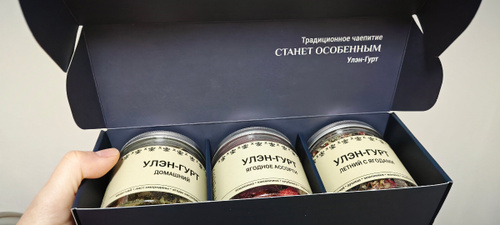 Традиционное чаепитие
СТАНЕТ ОСОБЕННЫМ
Улэн-Гурт
УЛЭН-ГУРТ
ДОМАШНИЙ
УЛЭН-ГУРТ
ЯГОДНОЕ АССОРТИ
УЛЭН-ГУРТ
ЛЕТНИЙ С ЯГОДАМИ